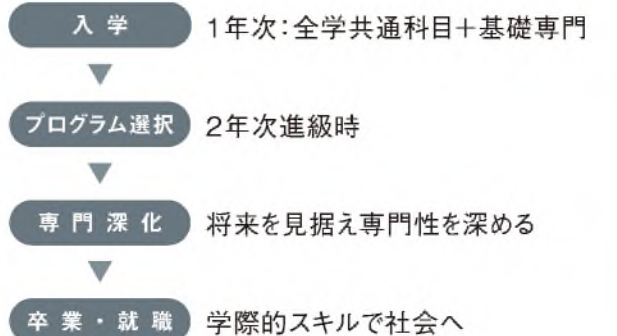 入学 1年次:全学共通科目+基礎専門
プログラム選択 2年次進級時
専門深化 将来を見据え専門性を深める
卒業・就職 学際的スキルで社会へ